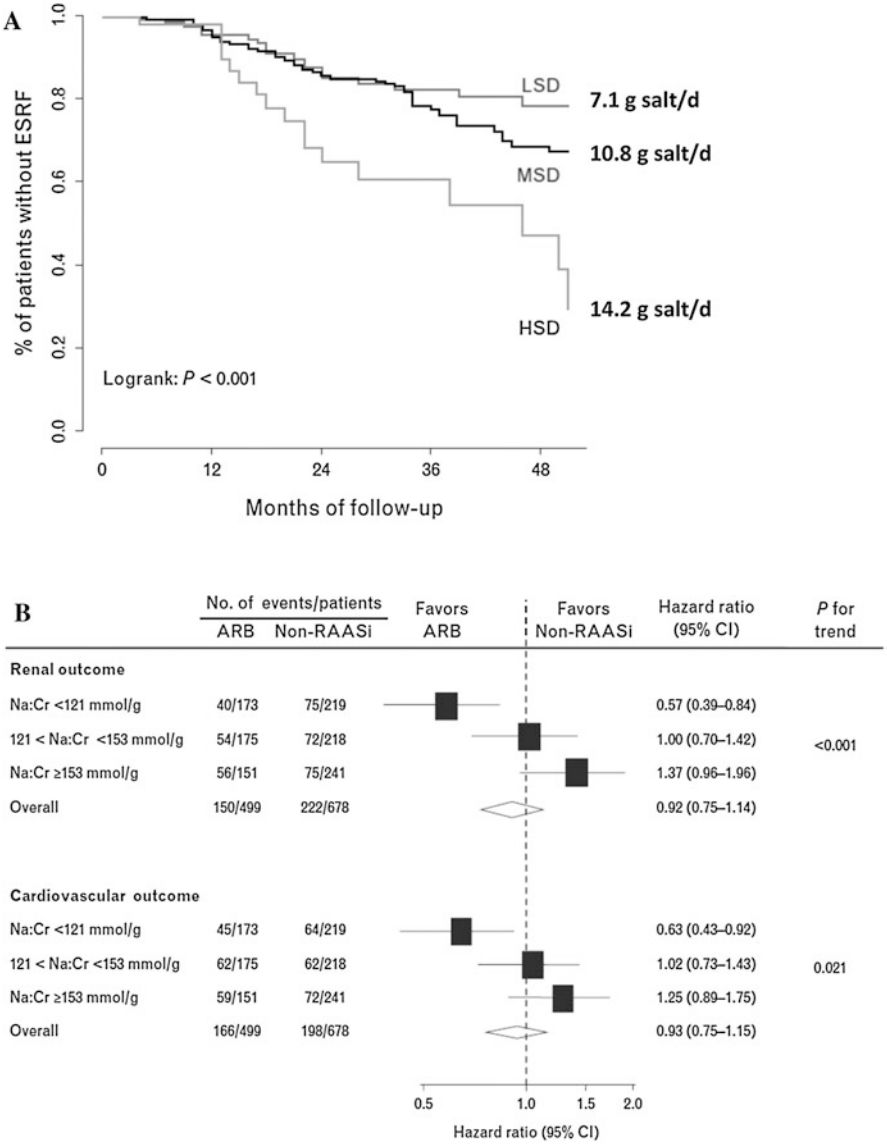 A
% of patients without ESRF
1.0
0.8
0.6
0.4
0.2
0.0
LSD
7.1 g salt/d
10.8 g salt/d
MSD
14.2 g salt/d
HSD
Logrank: P < 0.001
0 12 24 36 48
Months of follow-up
B
No. of events/patients Favors Favors Hazard ratio P for
ARB Non-RAASi ARB Non-RAASi (95% CI) trend
Renal outcome
Na:Cr <121 mmol/g 40/173 75/219 0.57 (0.39–0.84)
121 < Na:Cr <153 mmol/g 54/175 72/218 1.00 (0.70–1.42)
<0.001
Na:Cr ≥153 mmol/g 56/151 75/241 1.37 (0.96–1.96)
Overall 150/499 222/678 0.92 (0.75–1.14)
Cardiovascular outcome
Na:Cr <121 mmol/g 45/173 64/219 0.63 (0.43–0.92)
121 < Na:Cr <153 mmol/g 62/175 62/218 1.02 (0.73–1.43) 0.021
Na:Cr ≥153 mmol/g 59/151 72/241 1.25 (0.89–1.75)
Overall 166/499 198/678 0.93 (0.75–1.15)
0.5 1.0 1.5 2.0
Hazard ratio (95% CI)